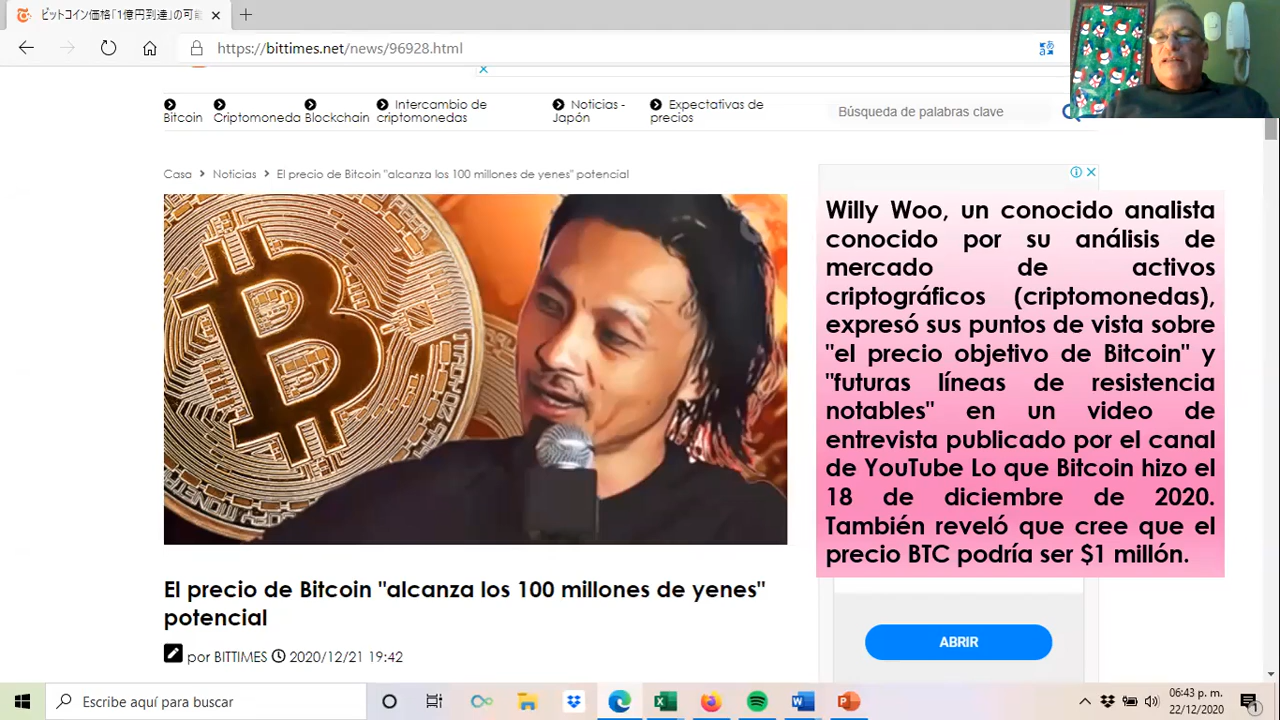 ビットコイン価格「1億円到達」の可能
https://bittimes.net/news/96928.html
Bitcoin
Criptomoneda
Blockchain
Intercambio de
criptomonedas
Noticias -
Japón
Expectativas de
precios
Búsqueda de palabras clave
Casa > Noticias > El precio de Bitcoin "alcanza los 100 millones de yenes" potencial
Willy Woo, un conocido analista
conocido por su análisis de
mercado de activos
criptográficos (criptomonedas),
expresó sus puntos de vista sobre
"el precio objetivo de Bitcoin" y
"futuras líneas de resistencia
notables" en un video de
entrevista publicado por el canal
de YouTube Lo que Bitcoin hizo el
18 de diciembre de 2020.
También reveló que cree que el
precio BTC podría ser $1 millón.
El precio de Bitcoin "alcanza los 100 millones de yenes"
potencial
por BITTIMES 2020/12/21 19:42
ABRIR
Escribe aquí para buscar
06:43 p. m.
22/12/2020